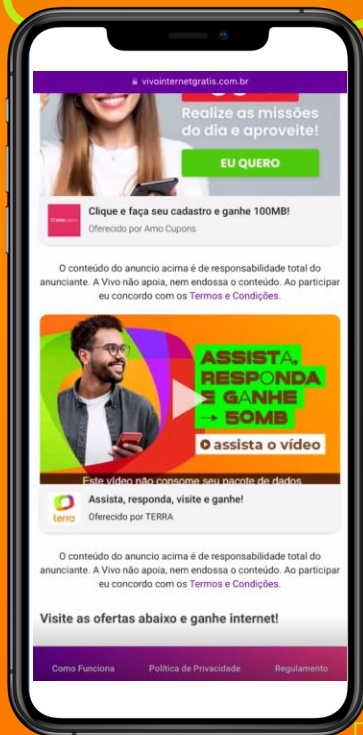 vivointernetgratis.com.br
Realize as missões
do dia e aproveite!
EU QUERO
Clique e faça seu cadastro e ganhe 100MB!
Oferecido por Amo Cupons
O conteúdo do anuncio acima é de responsabilidade total do
anunciante. A Vivo não apoia, nem endossa o conteúdo. Ao participar
eu concordo com os Termos e Condições.
ASSISTA,
RESPONDA
E GANHE
→ 50MB
assista o vídeo
Este vídeo não consome seu pacote de dados
Assista, responda, visite e ganhe!
terra
Oferecido por TERRA
O conteúdo do anuncio acima é de responsabilidade total do
anunciante. A Vivo não apoia, nem endossa o conteúdo. Ao participar
eu concordo com os Termos e Condições.
Visite as ofertas abaixo e ganhe internet!
Como Funciona Política de Privacidade Regulamento